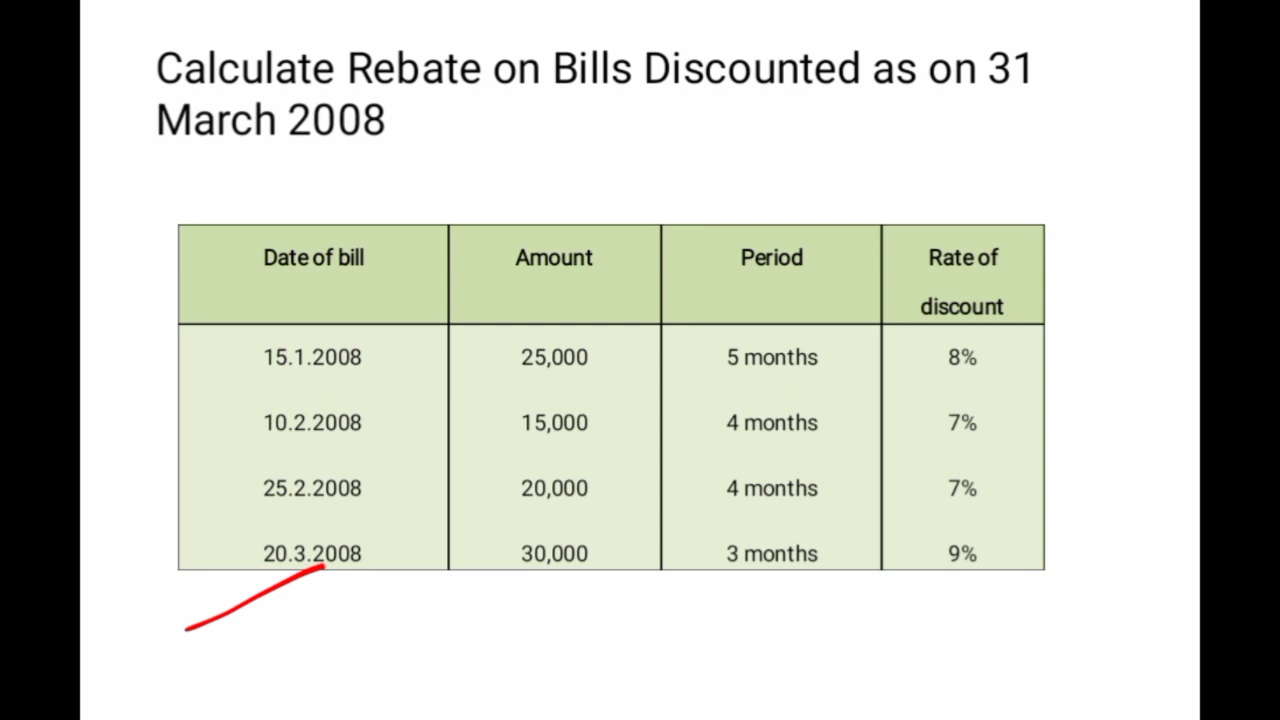 Calculate Rebate on Bills Discounted as on 31
March 2008
Date of bill Amount Period Rate of
discount
15.1.2008 25,000 5 months 8%
10.2.2008 15,000 4 months 7%
25.2.2008 20,000 4 months 7%
20.3.2008 30,000 3 months 9%